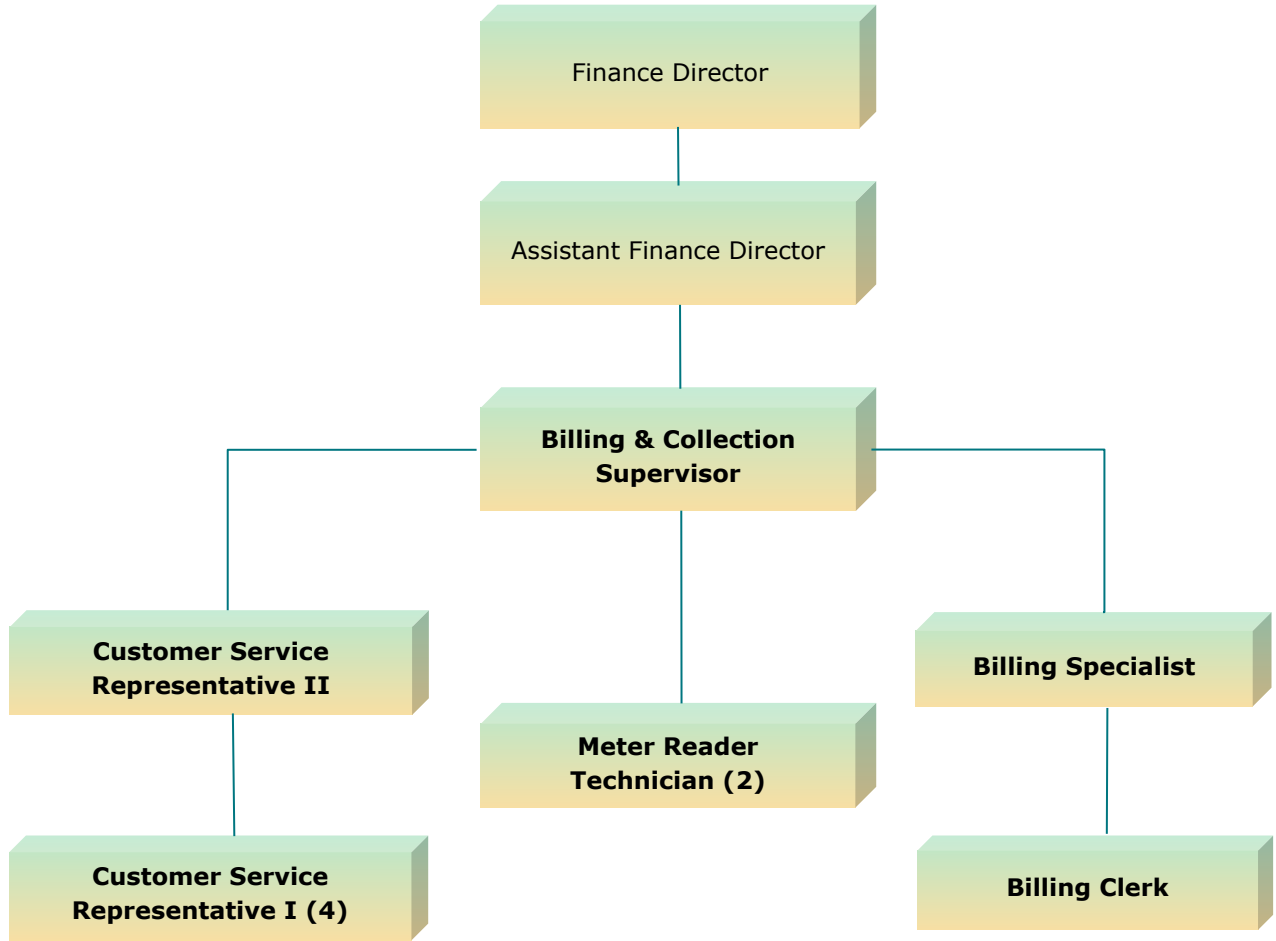 Finance Director
Assistant Finance Director
Billing & Collection
Supervisor
Customer Service
Representative II
Billing Specialist
Meter Reader
Technician (2)
Customer Service
Representative I (4)
Billing Clerk